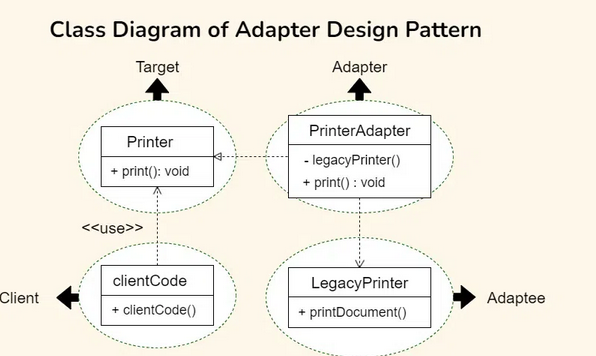 Class Diagram of Adapter Design Pattern
Target
Adapter
Printer
+ print(): void
PrinterAdapter
- legacyPrinter()
+ print() : void
<<use>>
clientCode
+ clientCode()
LegacyPrinter
+ printDocument()
Client
Adaptee